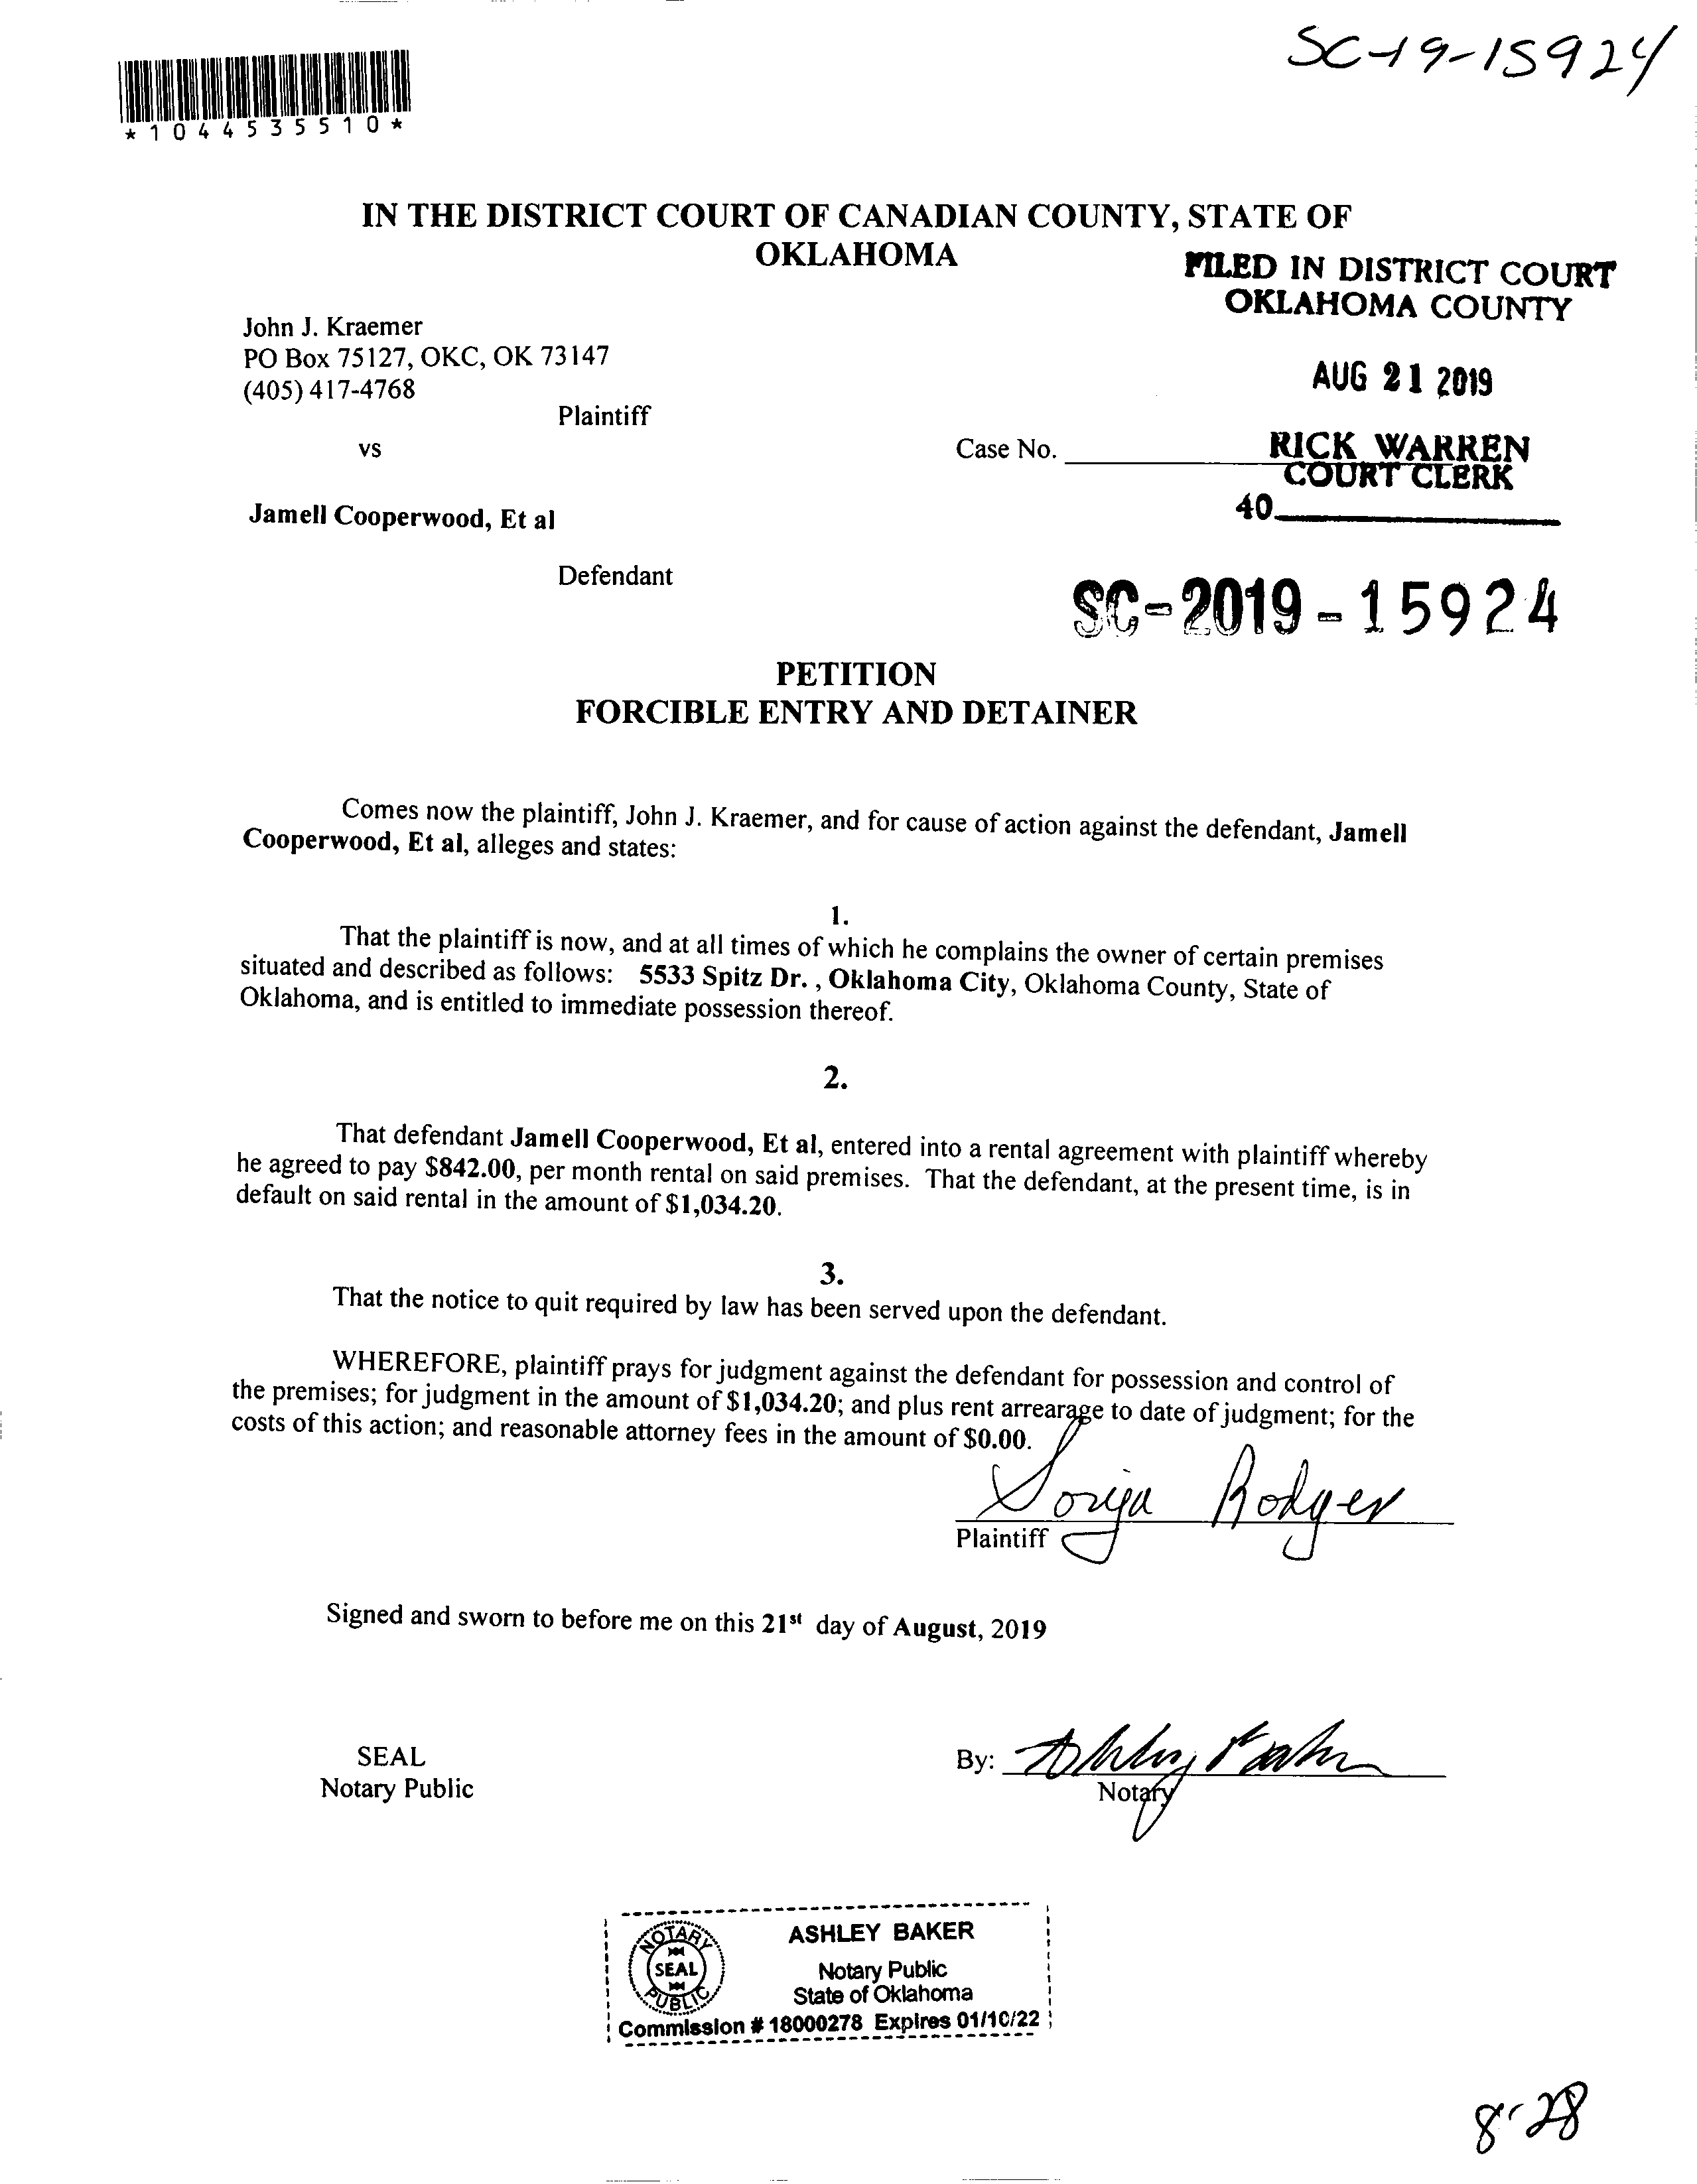 SC-19-15924
*1044535510*
IN THE DISTRICT COURT OF CANADIAN COUNTY, STATE OF
OKLAHOMA
FILED IN DISTRICT COURT
OKLAHOMA COUNTY
John J. Kraemer
PO Box 75127, OKC, OK 73147
(405) 417-4768
AUG 21 2019
Plaintiff
vs
Case No.
RICK WARREN
COURT CLERK
40
Jamell Cooperwood, Et al
Defendant
SC-2019-15924
PETITION
FORCIBLE ENTRY AND DETAINER
Comes now the plaintiff, John J. Kraemer, and for cause of action against the defendant, Jamell
Cooperwood, Et al, alleges and states:
1.
That the plaintiff is now, and at all times of which he complains the owner of certain premises
situated and described as follows: 5533 Spitz Dr. , Oklahoma City, Oklahoma County, State of
Oklahoma, and is entitled to immediate possession thereof.
2.
That defendant Jamell Cooperwood, Et al, entered into a rental agreement with plaintiff whereby
he agreed to pay $842.00, per month rental on said premises. That the defendant, at the present time, is in
default on said rental in the amount of $1,034.20.
3.
That the notice to quit required by law has been served upon the defendant.
WHEREFORE, plaintiff prays for judgment against the defendant for possession and control of
the premises; for judgment in the amount of $1,034.20; and plus rent arrearage to date of judgment; for the
costs of this action; and reasonable attorney fees in the amount of $0.00.
Sonja Rodgers
Plaintiff
Signed and sworn to before me on this 21st day of August, 2019
SEAL
Notary Public
By: Ashley Baker
Notary
NOTARY
SEAL
PUBLIC
ASHLEY BAKER
Notary Public
State of Oklahoma
Commission # 18000278 Expires 01/10/22
8-28